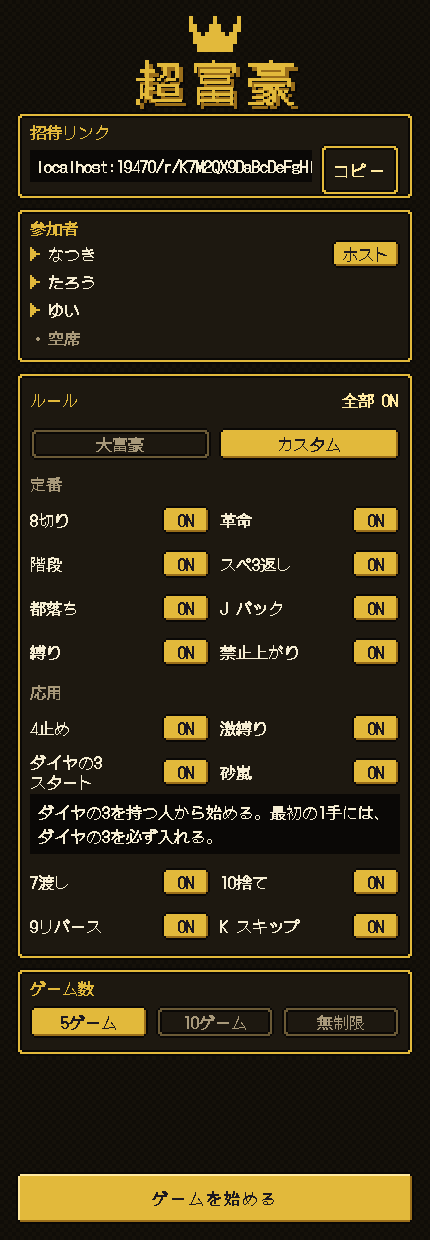 超富豪
招待リンク
localhost:19470/r/K7M2QX9DaBcDeFgH
コピー
参加者
なつき ホスト
たろう
ゆい
・空席
ルール 全部 ON
大富豪 カスタム
定番
8切り ON 革命 ON
階段 ON スペ3返し ON
都落ち ON J バック ON
縛り ON 禁止上がり ON
応用
4止め ON 激縛り ON
ダイヤの3
スタート ON 砂嵐 ON
ダイヤの3を持つ人から始める。最初の1手には、
ダイヤの3を必ず入れる。
7渡し ON 10捨て ON
9リバース ON K スキップ ON
ゲーム数
5ゲーム 10ゲーム 無制限
ゲームを始める